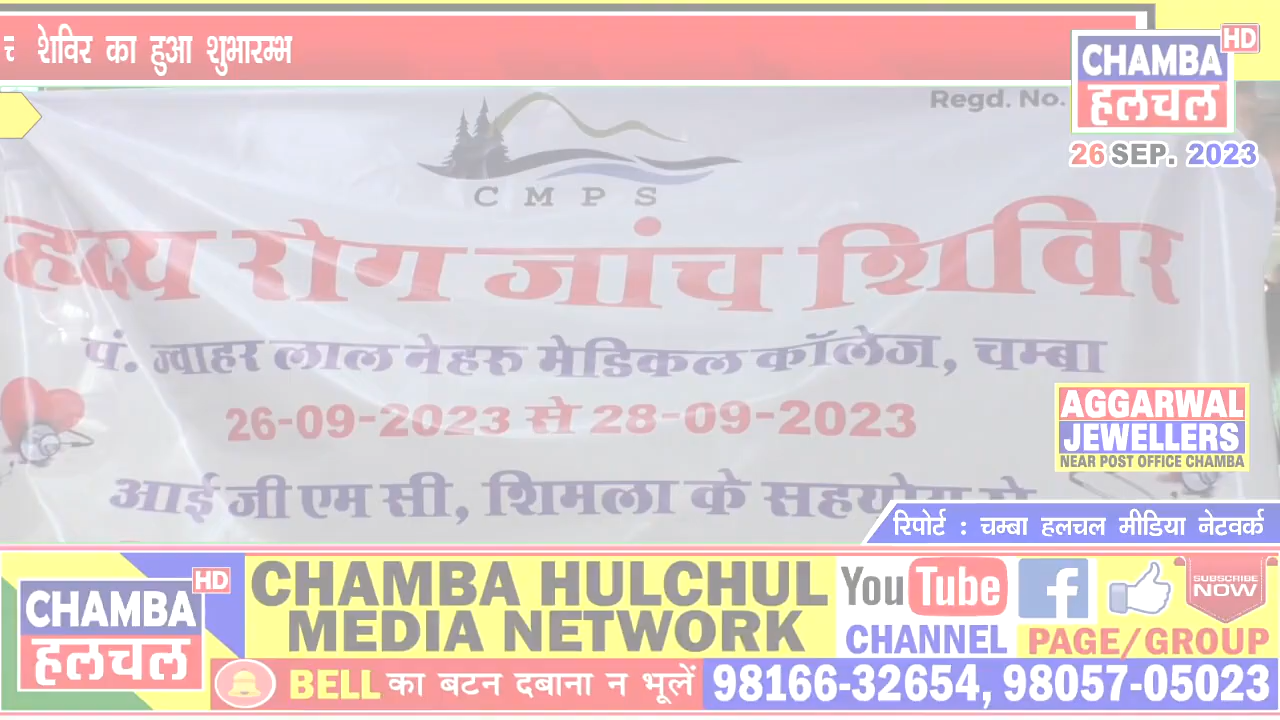 शिविर का हुआ शुभारम्भ
HD
CHAMBA
हलचल
26 SEP. 2023
Regd. No.
CMPS
हृदय रोग जांच शिविर
पं. ज्वाहर लाल नेहरु मेडिकल कॉलेज, चम्बा
26-09-2023 से 28-09-2023
आई जी एम सी, शिमला के सहयोग से
AGGARWAL
JEWELLERS
NEAR POST OFFICE CHAMBA
रिपोर्ट : चम्बा हलचल मीडिया नेटवर्क
HD
CHAMBA
हलचल
CHAMBA HULCHUL
MEDIA NETWORK
YouTube
CHANNEL
f
PAGE/GROUP
SUBSCRIBE
NOW
BELL का बटन दबाना न भूलें
98166-32654, 98057-05023